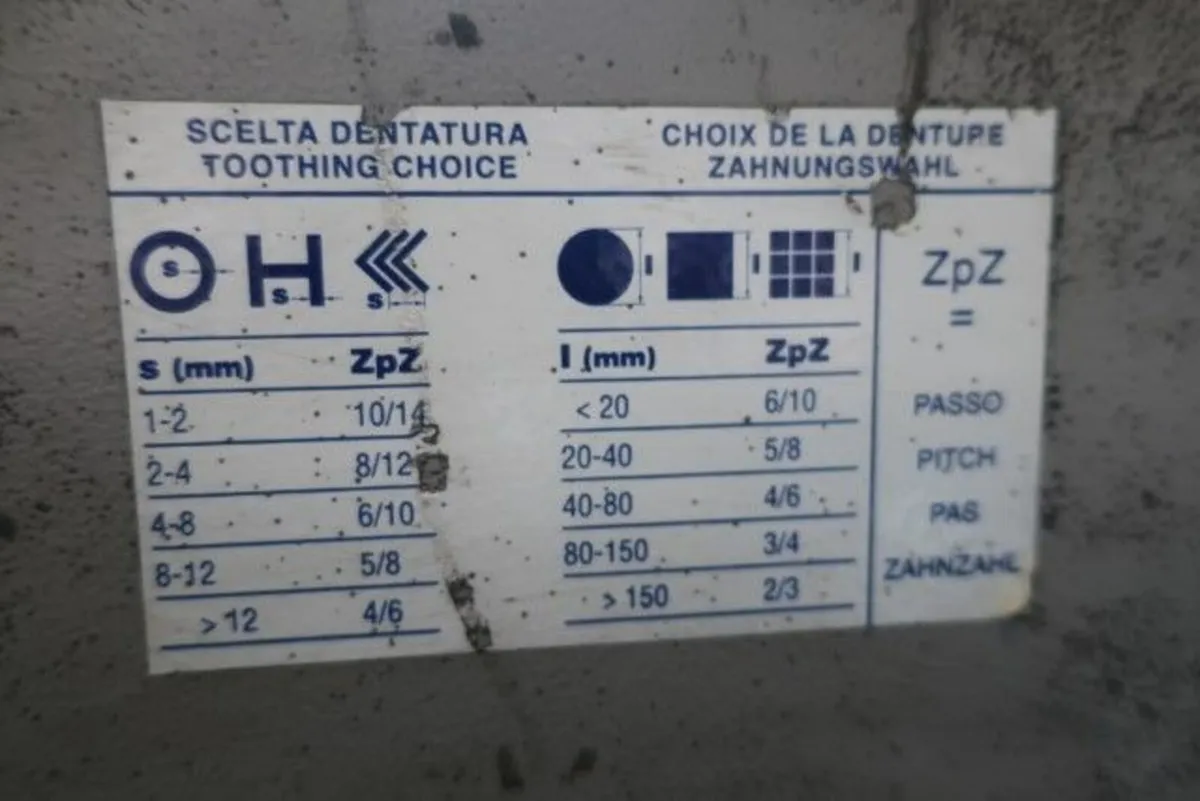 SCELTA DENTATURA
TOOTHING CHOICE
CHOIX DE LA DENTUPE
ZAHNUNGSWAHL
s
s
s
l
l
l
s (mm) ZpZ
1-2 10/14
2-4 8/12
4-8 6/10
8-12 5/8
> 12 4/6
l (mm) ZpZ
< 20 6/10
20-40 5/8
40-80 4/6
80-150 3/4
> 150 2/3
ZpZ
=
PASSO
PITCH
PAS
ZAHNZAHL